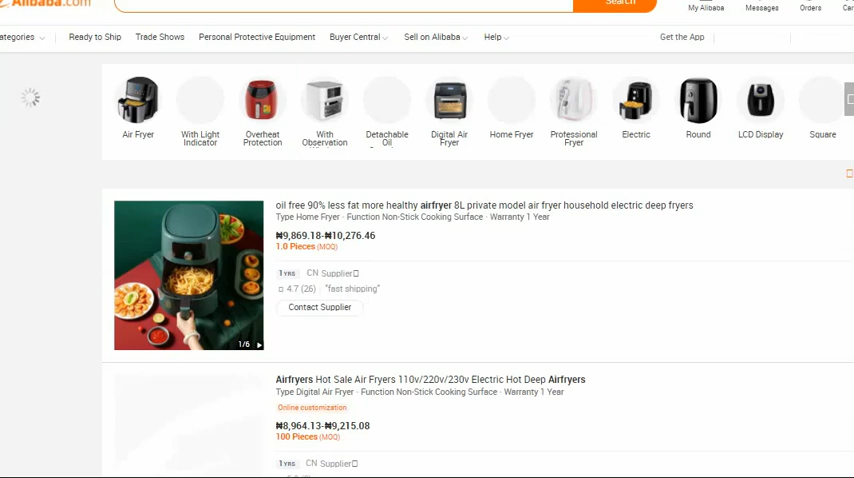 Alibaba.com
Search
My Alibaba
Messages
Orders
ategories
Ready to Ship
Trade Shows
Personal Protective Equipment
Buyer Central
Sell on Alibaba
Help
Get the App
Air Fryer
With Light Indicator
Overheat Protection
With Observation
Detachable Oil
Digital Air Fryer
Home Fryer
Professional Fryer
Electric
Round
LCD Display
Square
oil free 90% less fat more healthy airfryer 8L private model air fryer household electric deep fryers
Type Home Fryer · Function Non-Stick Cooking Surface · Warranty 1 Year
₦9,869.18-₦10,276.46
1.0 Pieces (MOQ)
1 YRS CN Supplier
4.7 (26) "fast shipping"
Contact Supplier
1/6
Airfryers Hot Sale Air Fryers 110v/220v/230v Electric Hot Deep Airfryers
Type Digital Air Fryer · Function Non-Stick Cooking Surface · Warranty 1 Year
Online customization
₦8,964.13-₦9,215.08
100 Pieces (MOQ)
1 YRS CN Supplier